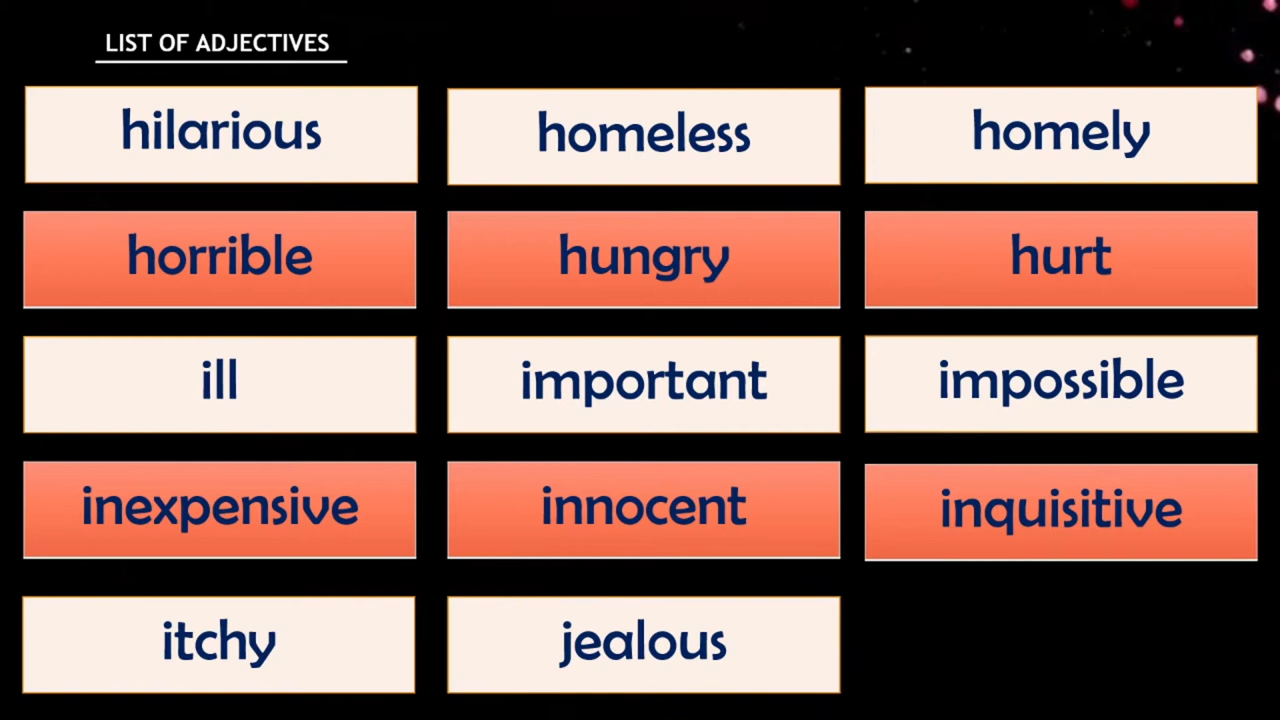 LIST OF ADJECTIVES
hilarious
homeless
homely
horrible
hungry
hurt
ill
important
impossible
inexpensive
innocent
inquisitive
itchy
jealous